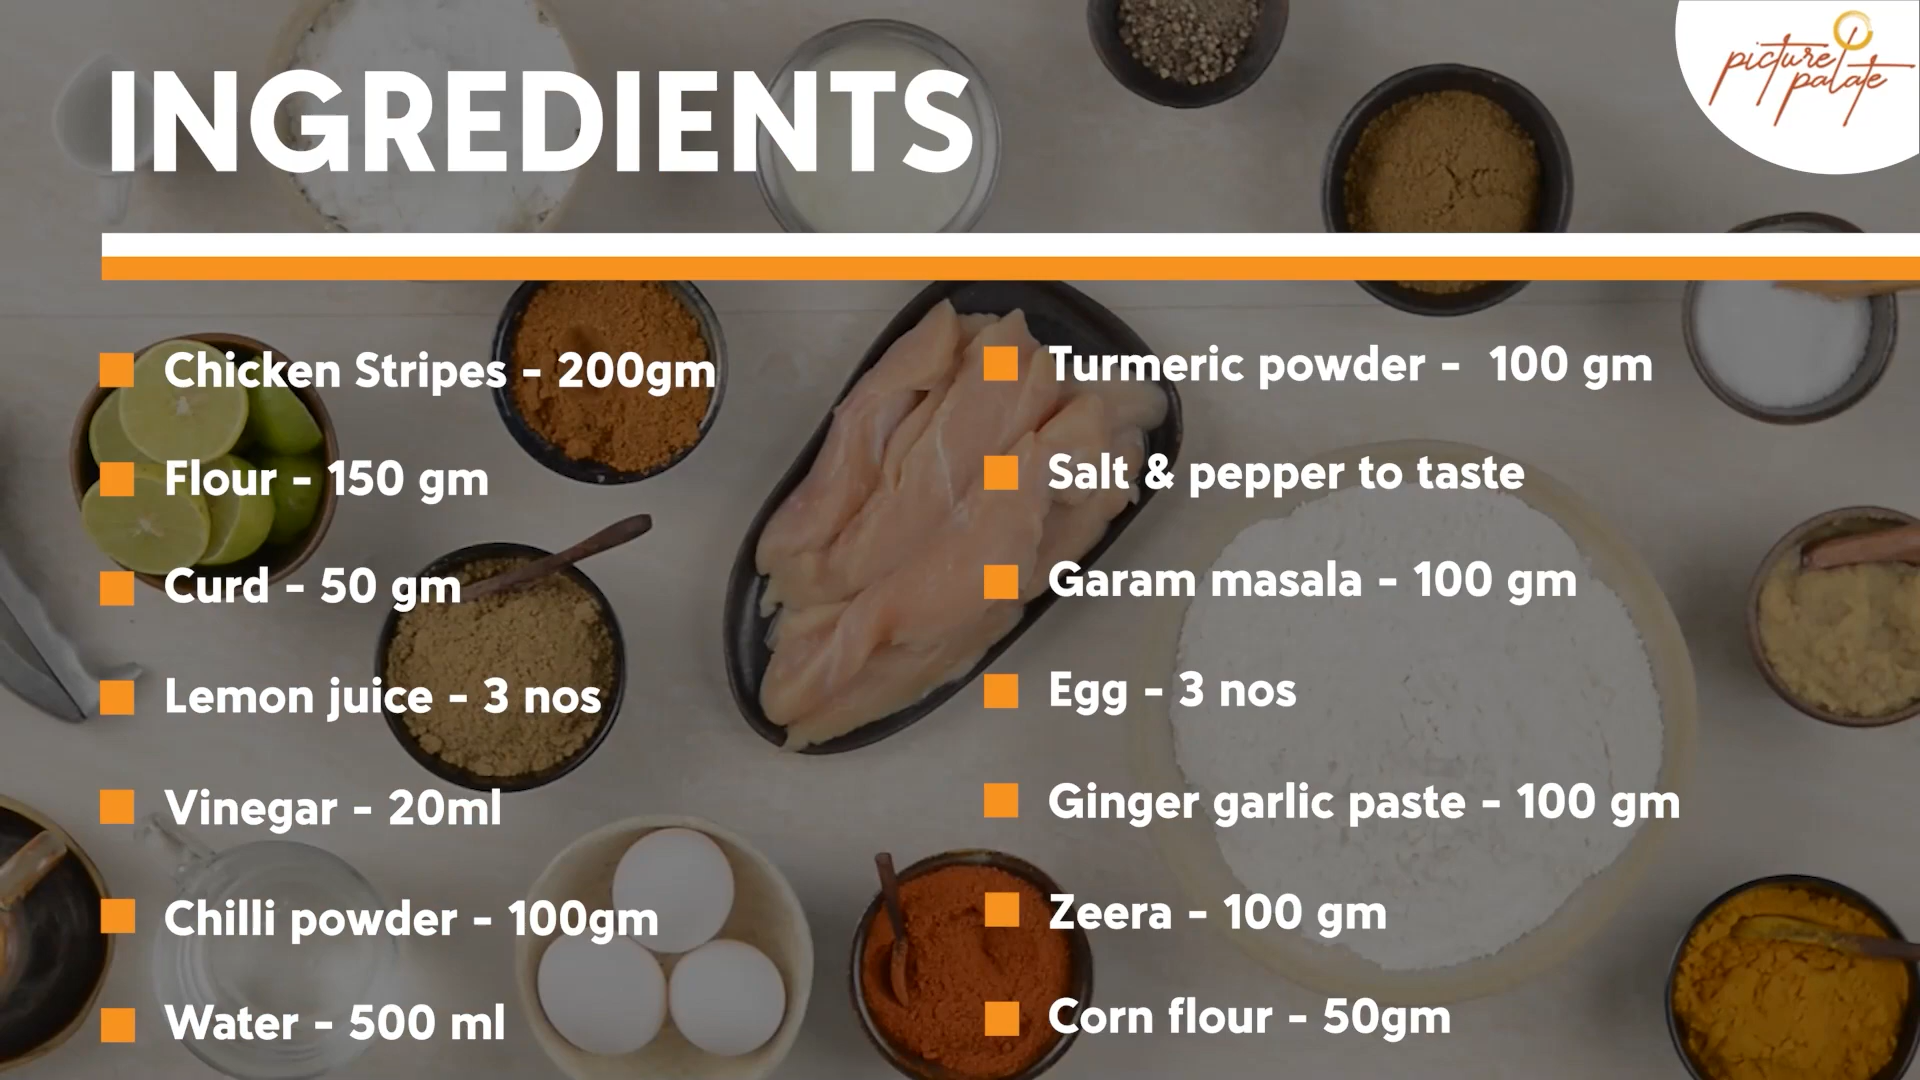 INGREDIENTS
picture
palate
Chicken Stripes - 200gm
Flour - 150 gm
Curd - 50 gm
Lemon juice - 3 nos
Vinegar - 20ml
Chilli powder - 100gm
Water - 500 ml
Turmeric powder - 100 gm
Salt & pepper to taste
Garam masala - 100 gm
Egg - 3 nos
Ginger garlic paste - 100 gm
Zeera - 100 gm
Corn flour - 50gm